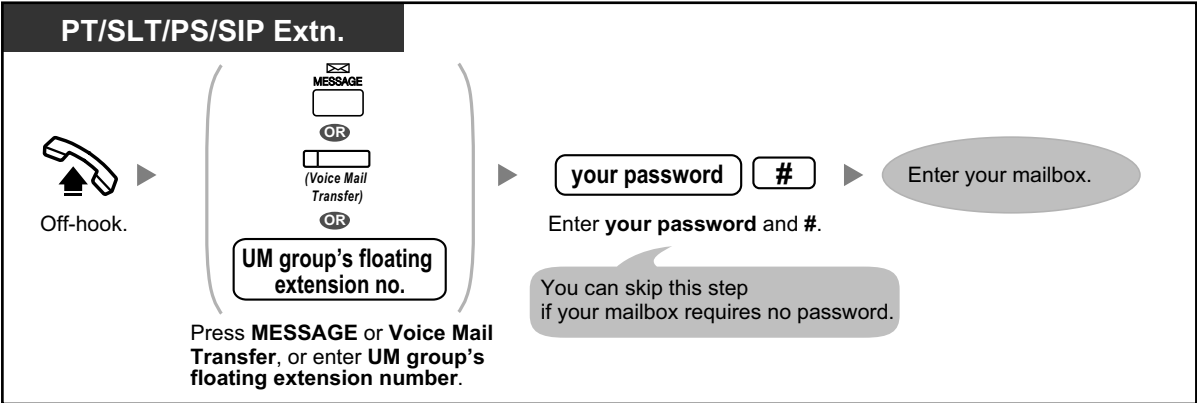 PT/SLT/PS/SIP Extn.
MESSAGE
OR
(Voice Mail
Transfer)
OR
UM group's floating
extension no.
your password
#
Enter your mailbox.
Off-hook.
Enter your password and #.
You can skip this step
if your mailbox requires no password.
Press MESSAGE or Voice Mail
Transfer, or enter UM group's
floating extension number.